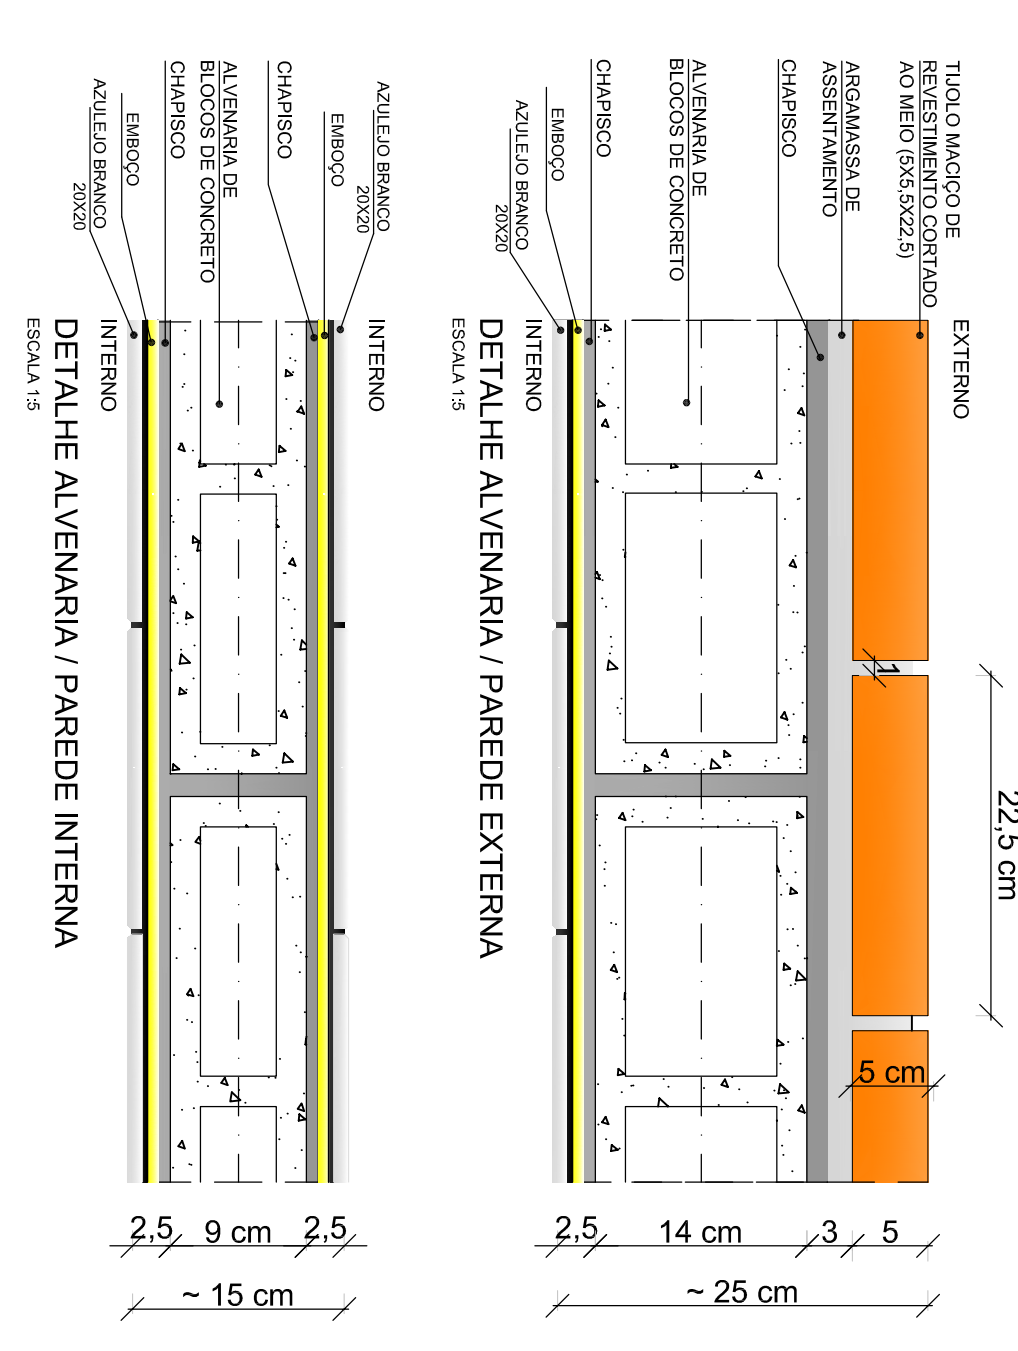 TIJOLO MACIÇO DE
REVESTIMENTO CORTADO
AO MEIO (5X5,5X22,5)
ARGAMASSA DE
ASSENTAMENTO
CHAPISCO
ALVENARIA DE
BLOCOS DE CONCRETO
CHAPISCO
EMBOÇO
AZULEJO BRANCO
20X20
EXTERNO
1
22,5 cm
5 cm
INTERNO
DETALHE ALVENARIA / PAREDE EXTERNA
ESCALA 1:5
2,5
14 cm
3
5
~ 25 cm
AZULEJO BRANCO
20X20
EMBOÇO
CHAPISCO
ALVENARIA DE
BLOCOS DE CONCRETO
CHAPISCO
EMBOÇO
AZULEJO BRANCO
20X20
INTERNO
INTERNO
DETALHE ALVENARIA / PAREDE INTERNA
ESCALA 1:5
2,5
9 cm
2,5
~ 15 cm